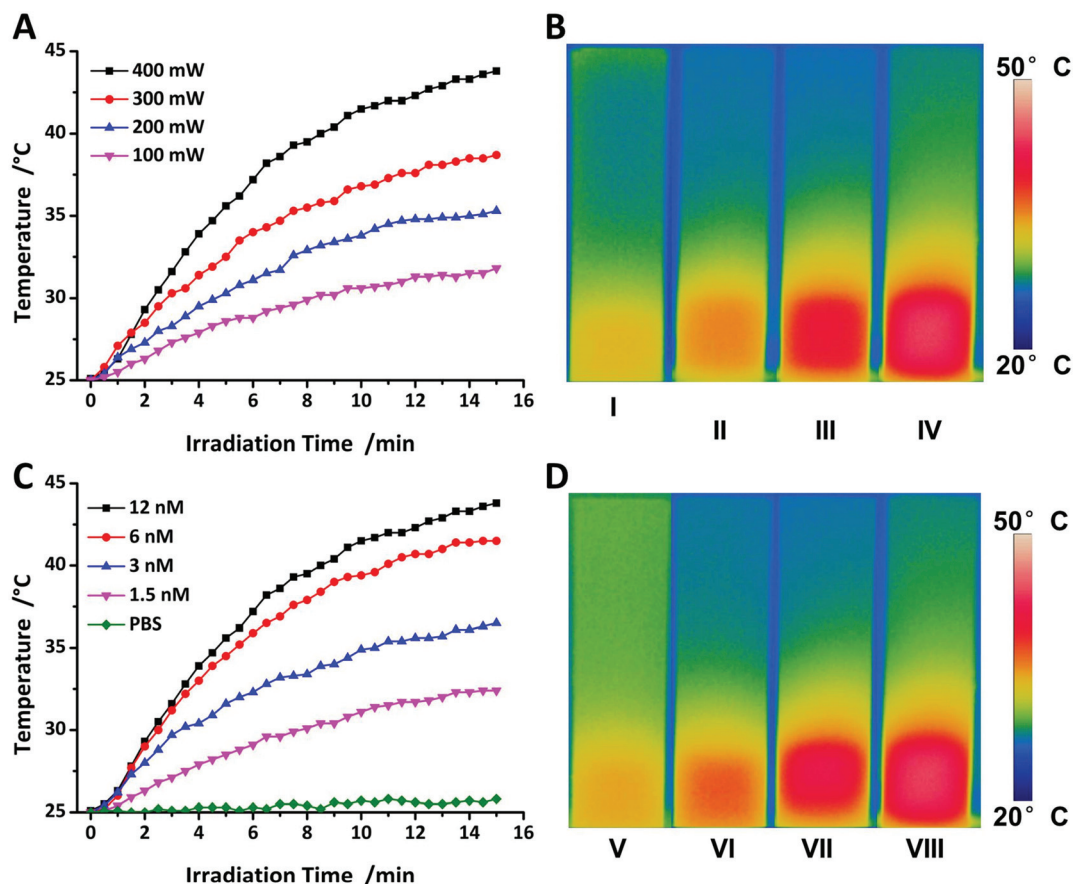 A
45
40
35
30
25
Temperature /°C
400 mW
300 mW
200 mW
100 mW
0 2 4 6 8 10 12 14 16
Irradiation Time /min
B
50° C
20° C
I II III IV
C
45
40
35
30
25
Temperature /°C
12 nM
6 nM
3 nM
1.5 nM
PBS
0 2 4 6 8 10 12 14 16
Irradiation Time /min
D
50° C
20° C
V VI VII VIII